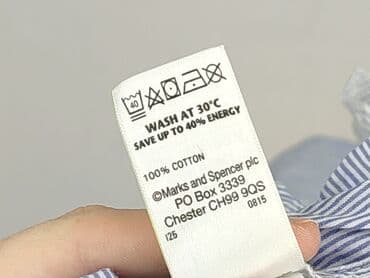 40
WASH AT 30°C
SAVE UP TO 40% ENERGY
100% COTTON
©Marks and Spencer plc
PO Box 3339
Chester CH99 9QS
I25 0815